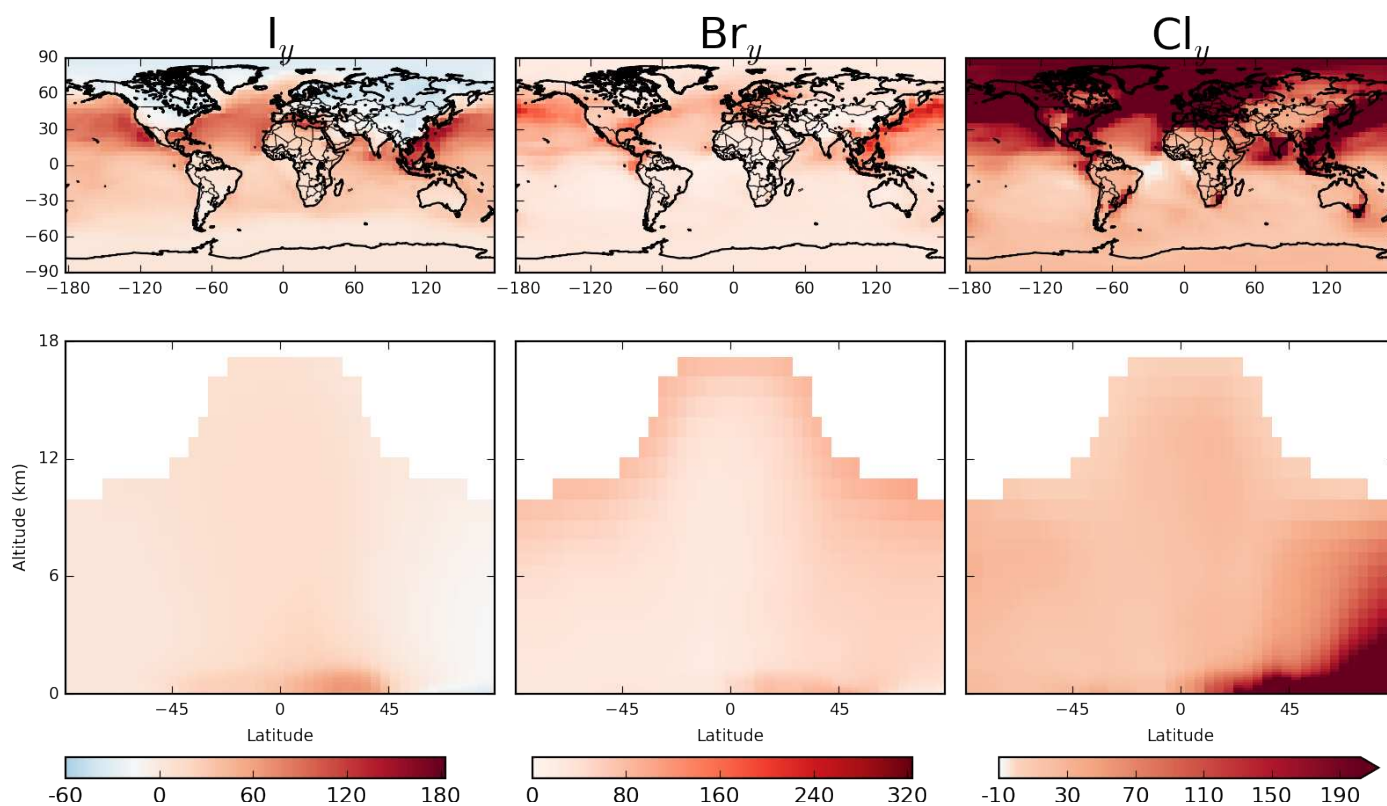 I_y Br_y Cl_y
90
60
30
0
−30
−60
−90
−180 −120 −60 0 60 120 −180 −120 −60 0 60 120 −180 −120 −60 0 60 120
18
12
6
0
Altitude (km)
−45 0 45 −45 0 45 −45 0 45
Latitude Latitude Latitude
-60 0 60 120 180 0 80 160 240 320 -10 30 70 110 150 190